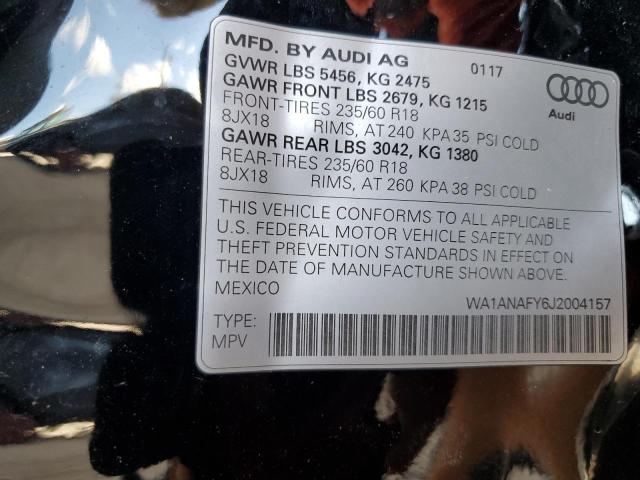 MFD. BY AUDI AG 0117
GVWR LBS 5456, KG 2475
GAWR FRONT LBS 2679, KG 1215
FRONT-TIRES 235/60 R18
8JX18 RIMS, AT 240 KPA 35 PSI COLD
GAWR REAR LBS 3042, KG 1380
REAR-TIRES 235/60 R18
8JX18 RIMS, AT 260 KPA 38 PSI COLD
Audi
THIS VEHICLE CONFORMS TO ALL APPLICABLE
U.S. FEDERAL MOTOR VEHICLE SAFETY AND
THEFT PREVENTION STANDARDS IN EFFECT ON
THE DATE OF MANUFACTURE SHOWN ABOVE.
MEXICO WA1ANAFY6J2004157
TYPE:
MPV